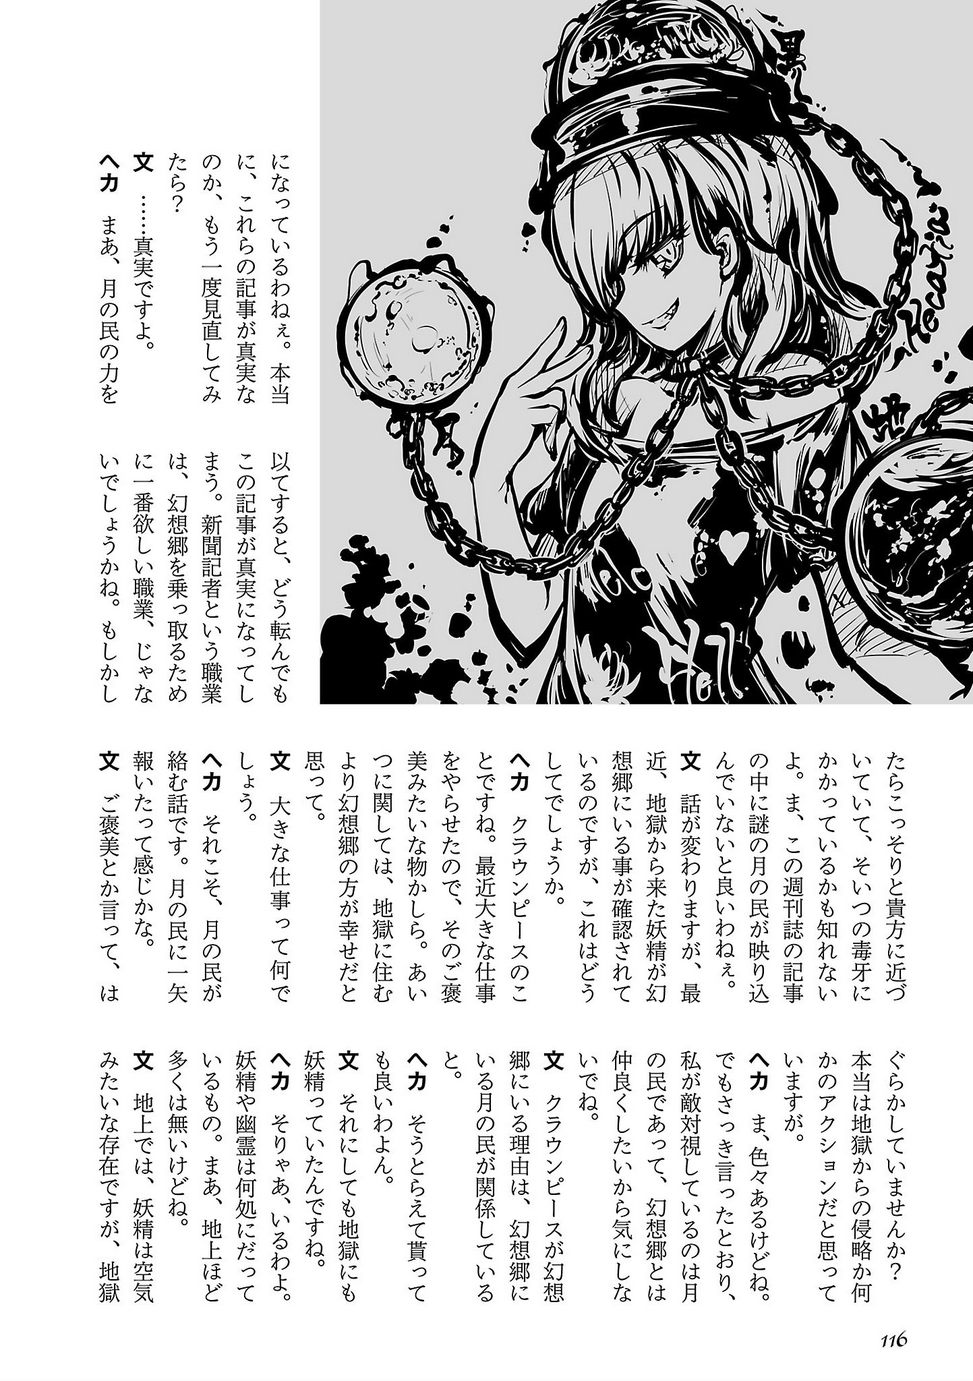 になっているわねぇ。本当
に、これらの記事が真実な
のか、もう一度見直してみ
たら？
文　……真実ですよ。
ヘカ　まあ、月の民の力を
以てすると、どう転んでも
この記事が真実になってし
まう。新聞記者という職業
は、幻想郷を乗っ取るため
に一番欲しい職業、じゃな
いでしょうかね。もしかし
たらこっそりと貴方に近づ
いていて、そいつの毒牙に
かかっているかも知れない
よ。ま、この週刊誌の記事
の中に謎の月の民が映り込
んでいないと良いわねぇ。
文　話が変わりますが、最
近、地獄から来た妖精が幻
想郷にいる事が確認されて
いるのですが、これはどう
してでしょうか。
ヘカ　クラウンピースのこ
とですね。最近大きな仕事
をやらせたので、そのご褒
美みたいな物かしら。あい
つに関しては、地獄に住む
より幻想郷の方が幸せだと
思って。
文　大きな仕事って何で
しょう。
ヘカ　それこそ、月の民が
絡む話です。月の民に一矢
報いたって感じかな。
文　ご褒美とか言って、は
ぐらかしていませんか？
本当は地獄からの侵略か何
かのアクションだと思って
いますが。
ヘカ　ま、色々あるけどね。
でもさっき言ったとおり、
私が敵対視しているのは月
の民であって、幻想郷とは
仲良くしたいから気にしな
いでね。
文　クラウンピースが幻想
郷にいる理由は、幻想郷に
いる月の民が関係している
と。
ヘカ　そうとらえて貰って
も良いわよん。
文　それにしても地獄にも
妖精っていたんですね。
ヘカ　そりゃあ、いるわよ。
妖精や幽霊は何処にだって
いるもの。まあ、地上ほど
多くは無いけどね。
文　地上では、妖精は空気
みたいな存在ですが、地獄
116
月
地
Hell